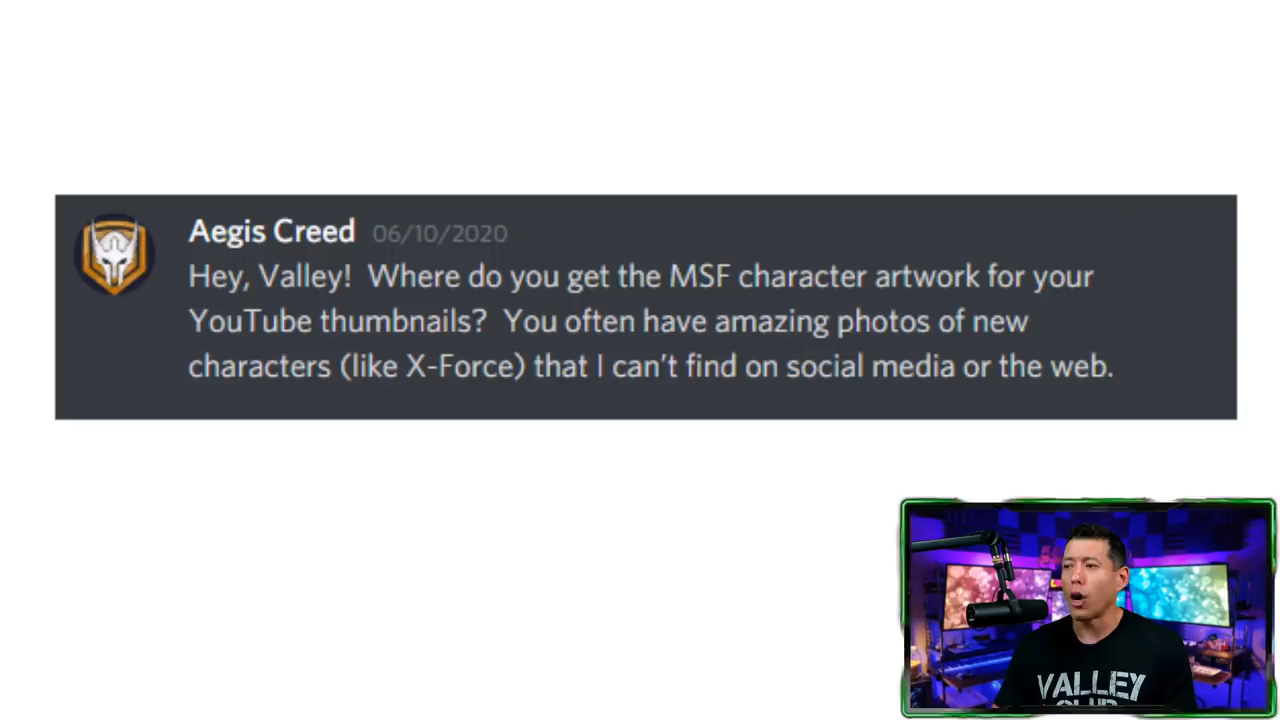 Aegis Creed 06/10/2020
Hey, Valley!  Where do you get the MSF character artwork for your
YouTube thumbnails?  You often have amazing photos of new
characters (like X-Force) that I can't find on social media or the web.
VALLEY
CLUB